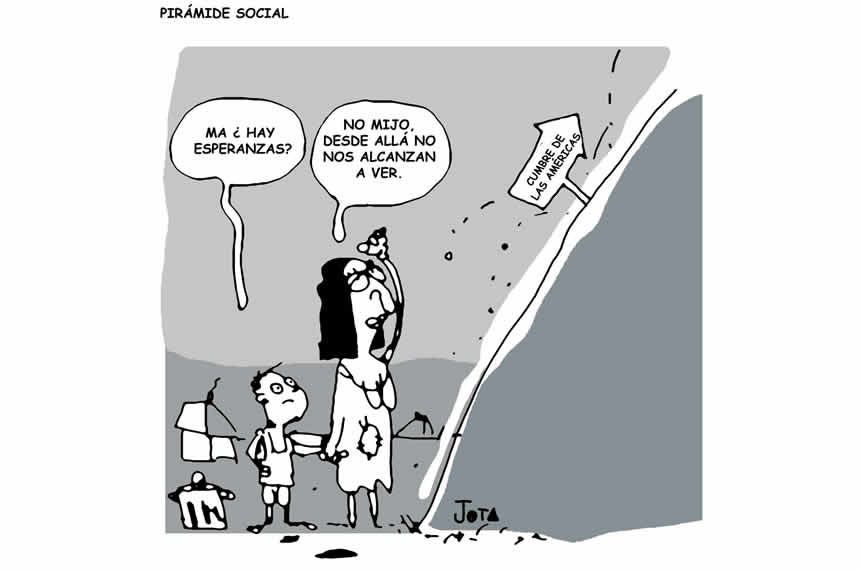 PIRÁMIDE SOCIAL
MA ¿ HAY
ESPERANZAS?
NO MIJO,
DESDE ALLÁ NO
NOS ALCANZAN
A VER.
CUMBRE DE
LAS AMÉRICAS
JOTA